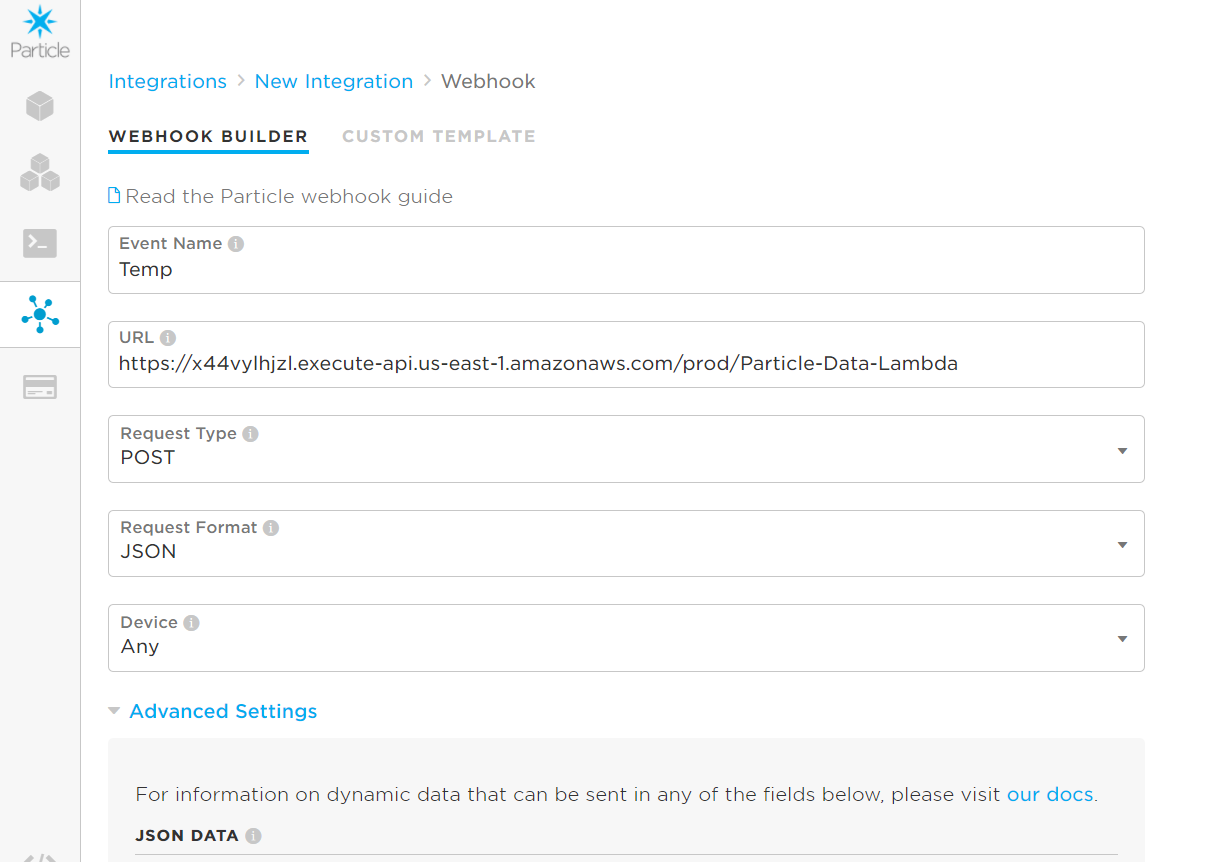 Particle
Integrations > New Integration > Webhook
WEBHOOK BUILDER CUSTOM TEMPLATE
Read the Particle webhook guide
Event Name
Temp
URL
https://x44vylhjzl.execute-api.us-east-1.amazonaws.com/prod/Particle-Data-Lambda
Request Type
POST
Request Format
JSON
Device
Any
Advanced Settings
For information on dynamic data that can be sent in any of the fields below, please visit our docs.
JSON DATA